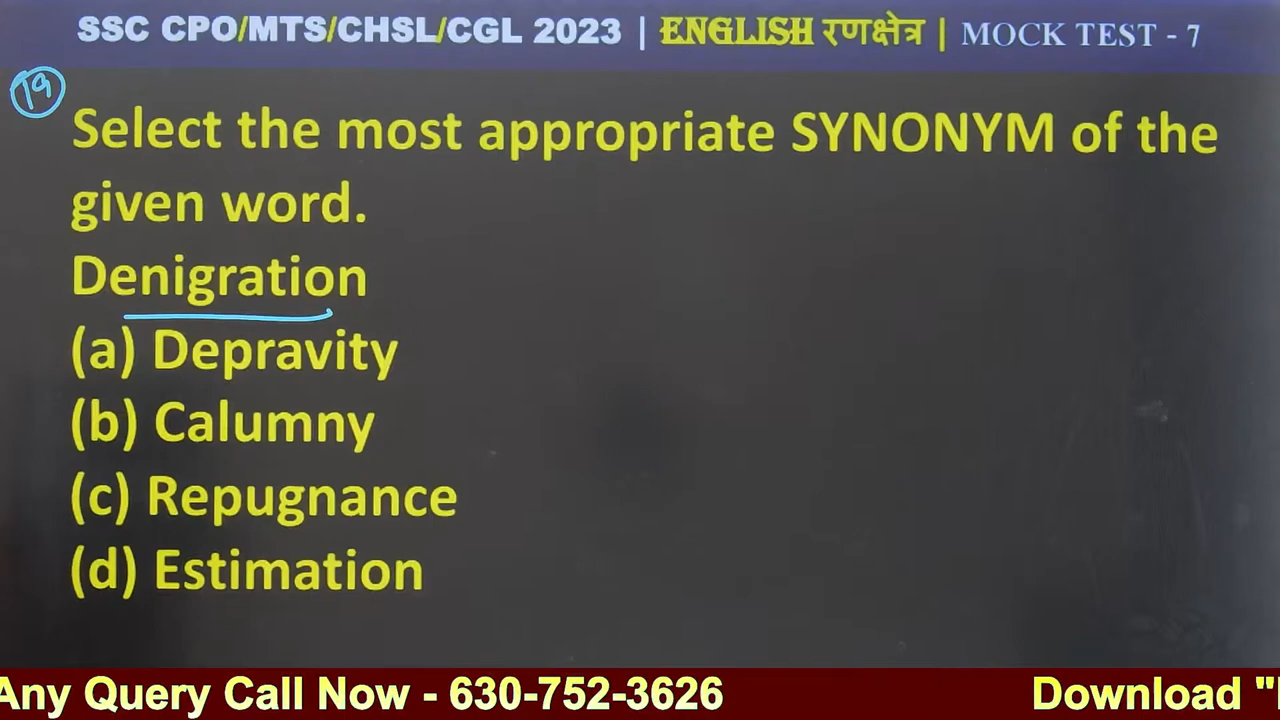 SSC CPO/MTS/CHSL/CGL 2023 | ENGLISH रणक्षेत्र | MOCK TEST - 7
19
Select the most appropriate SYNONYM of the
given word.
Denigration
(a) Depravity
(b) Calumny
(c) Repugnance
(d) Estimation
Any Query Call Now - 630-752-3626 Download "